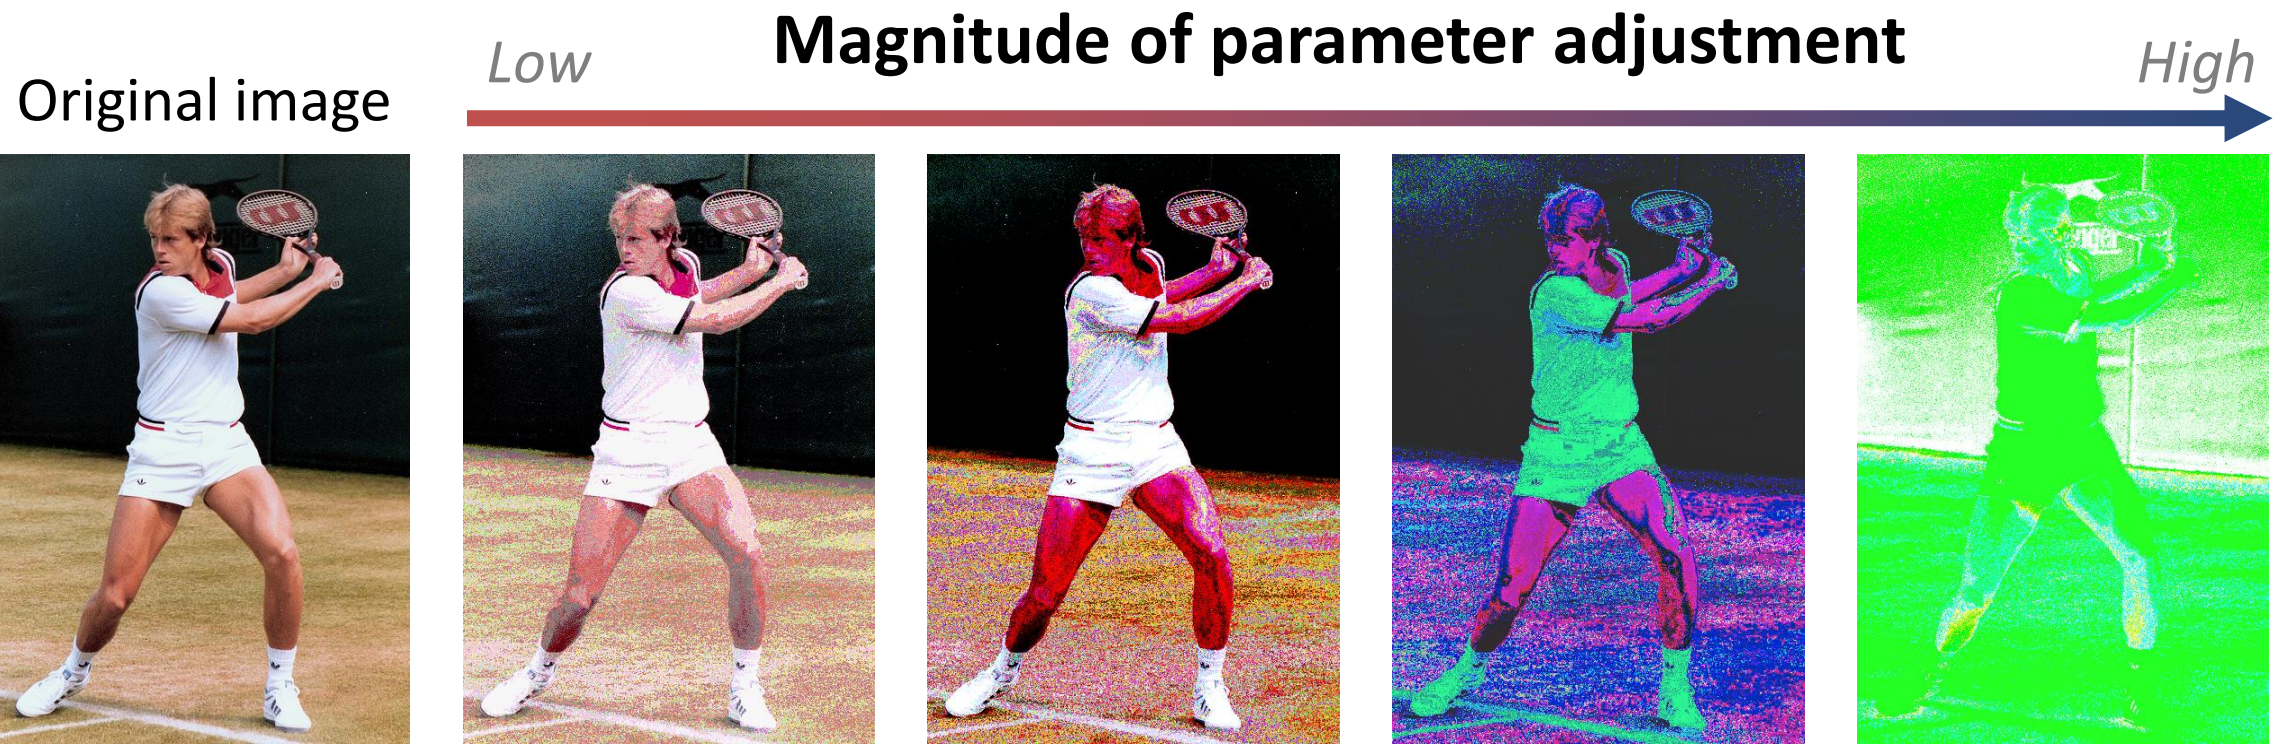 Magnitude of parameter adjustment
Low
High
Original image